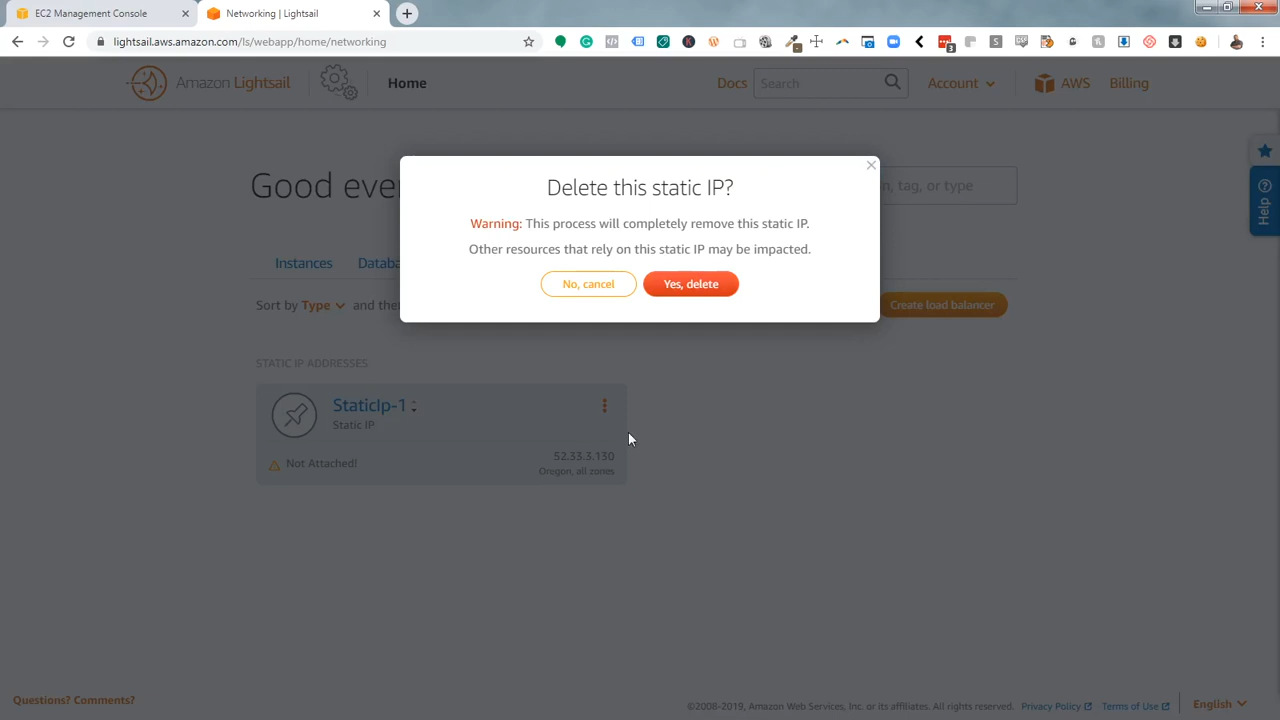 EC2 Management Console
Networking | Lightsail
lightsail.aws.amazon.com/ls/webapp/home/networking
3
Amazon Lightsail
Home
Docs
Search
Account
AWS
Billing
Good eve
n, tag, or type
Help
Delete this static IP?
Warning: This process will completely remove this static IP.
Other resources that rely on this static IP may be impacted.
No, cancel
Yes, delete
Instances
Databa
Sort by Type and the
Create load balancer
STATIC IP ADDRESSES
StaticIp-1
Static IP
Not Attached!
52.33.3.130
Oregon, all zones
Questions? Comments?
©2008-2019, Amazon Web Services, Inc. or its affiliates. All rights reserved. Privacy Policy Terms of Use
English